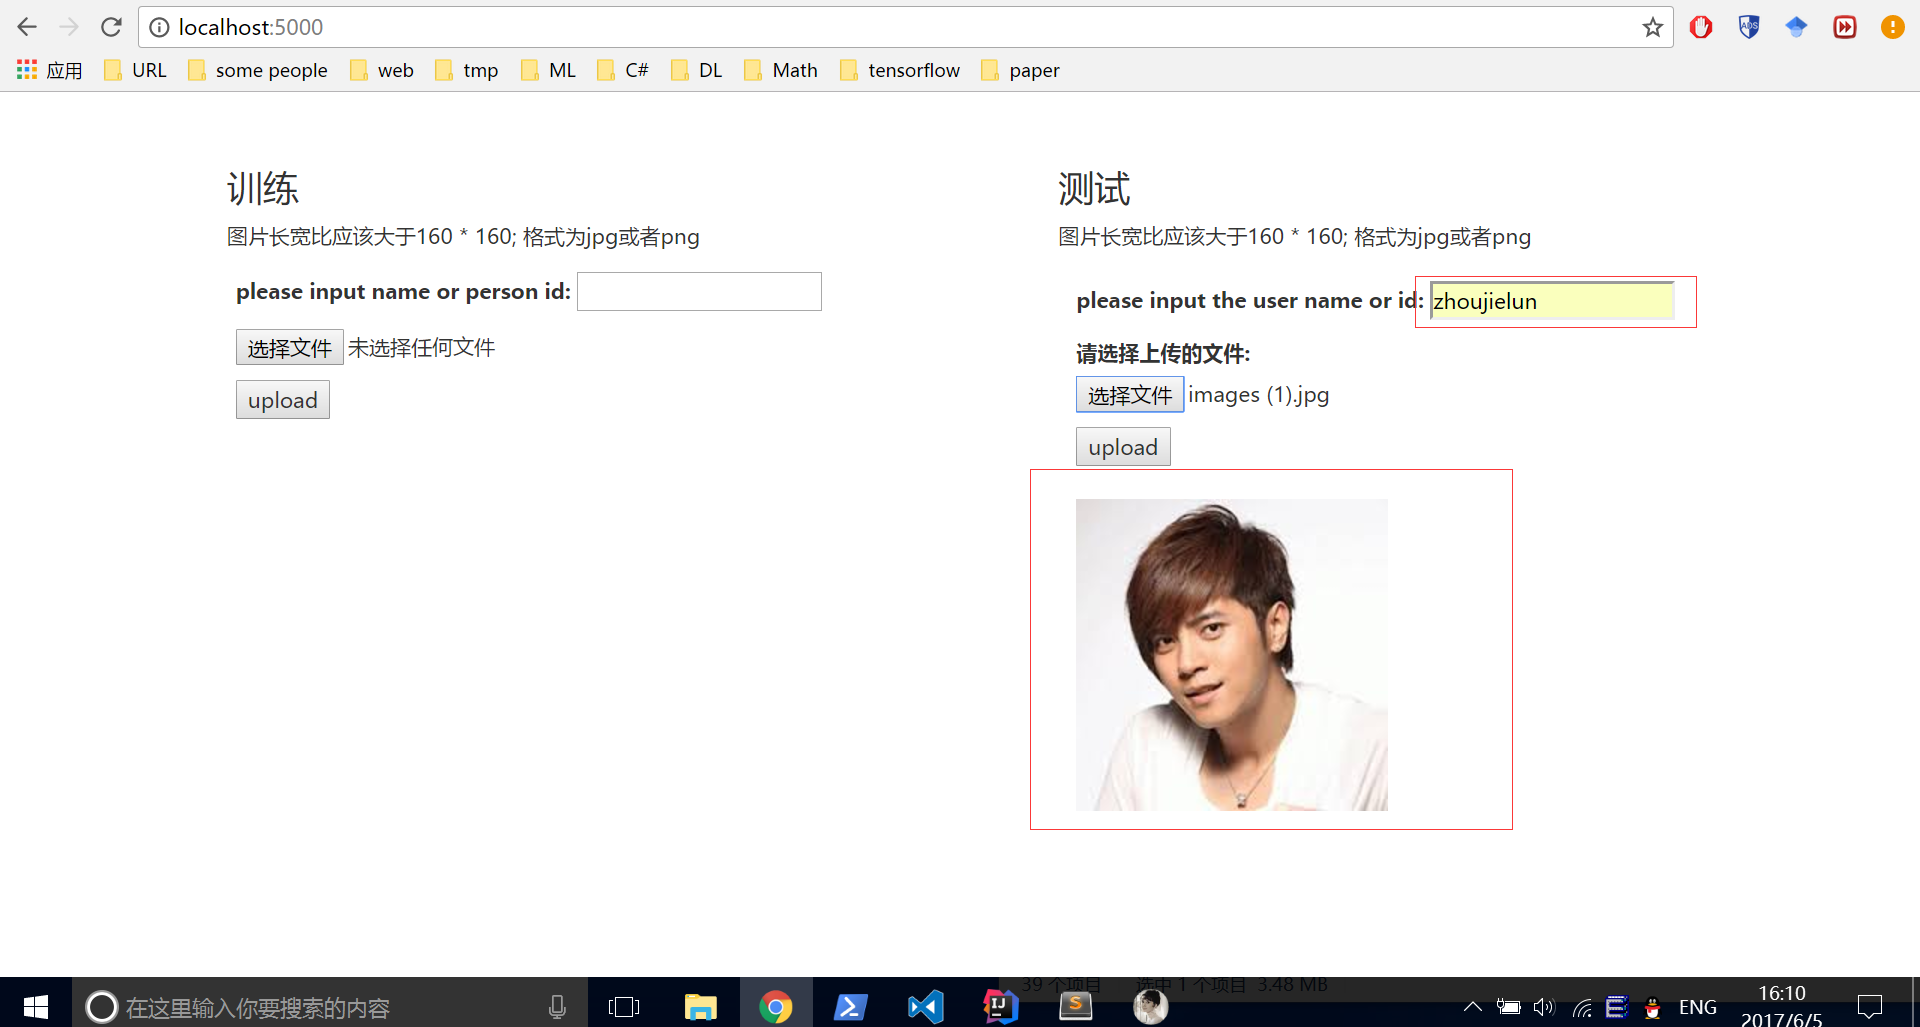 localhost:5000
应用 URL some people web tmp ML C# DL Math tensorflow paper
训练
图片长宽比应该大于160 * 160; 格式为jpg或者png
please input name or person id:
选择文件 未选择任何文件
upload
测试
图片长宽比应该大于160 * 160; 格式为jpg或者png
please input the user name or id: zhoujielun
请选择上传的文件:
选择文件 images (1).jpg
upload
39 个项目 选中 1 个项目 3.48 MB
在这里输入你要搜索的内容
ENG
16:10
2017/6/5